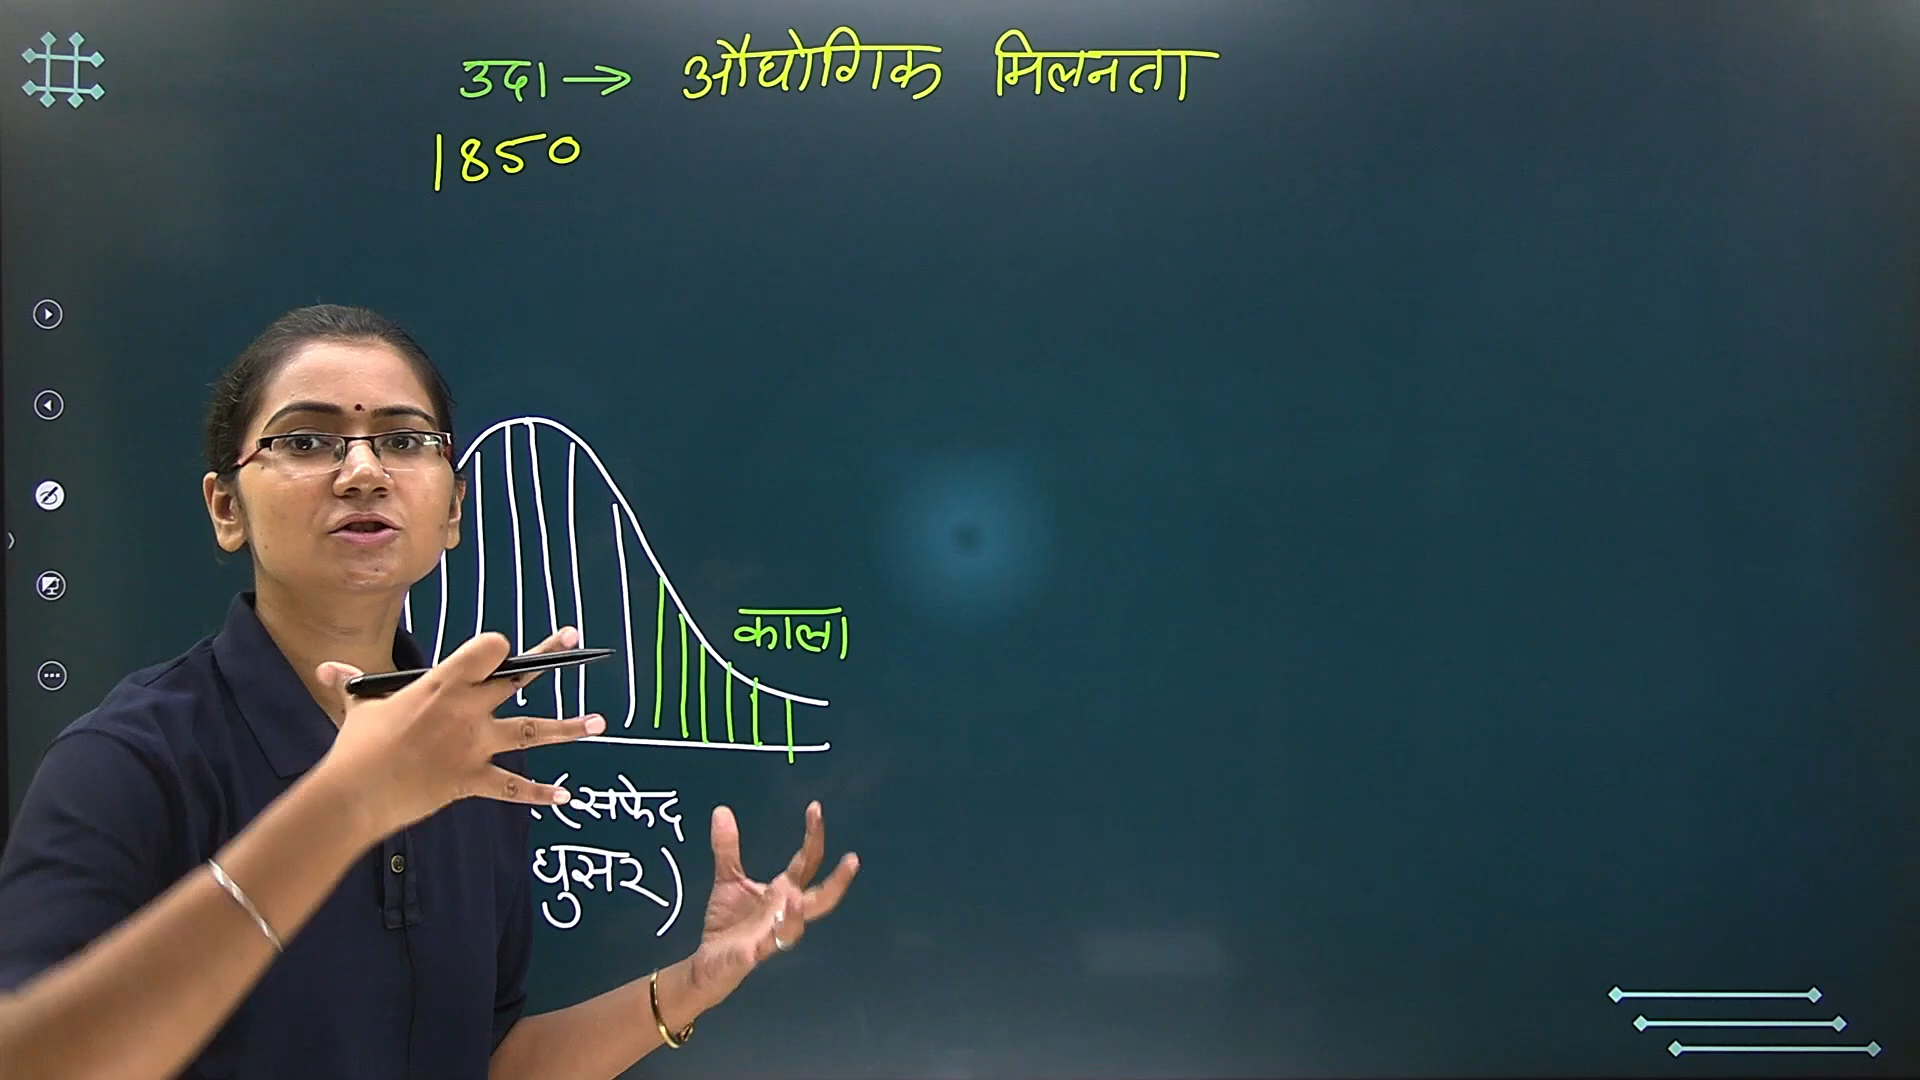 उदा → औद्योगिक मिलनता
1850
काला
(सफेद
धुसर)